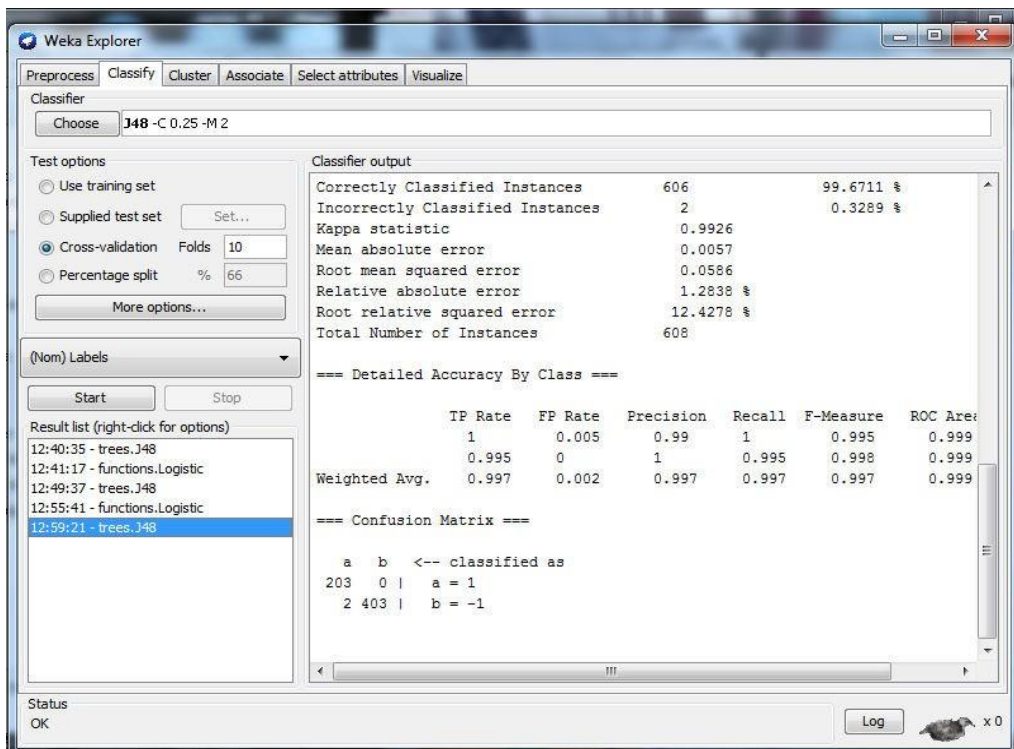 Weka Explorer
Preprocess Classify Cluster Associate Select attributes Visualize
Classifier
Choose J48 -C 0.25 -M 2
Test options
Use training set
Supplied test set Set...
Cross-validation Folds 10
Percentage split % 66
More options...
(Nom) Labels
Start Stop
Result list (right-click for options)
12:40:35 - trees.J48
12:41:17 - functions.Logistic
12:49:37 - trees.J48
12:55:41 - functions.Logistic
12:59:21 - trees.J48
Classifier output
Correctly Classified Instances 606 99.6711 %
Incorrectly Classified Instances 2 0.3289 %
Kappa statistic 0.9926
Mean absolute error 0.0057
Root mean squared error 0.0586
Relative absolute error 1.2838 %
Root relative squared error 12.4278 %
Total Number of Instances 608
=== Detailed Accuracy By Class ===
TP Rate FP Rate Precision Recall F-Measure ROC Area
1 0.005 0.99 1 0.995 0.999
0.995 0 1 0.995 0.998 0.999
Weighted Avg. 0.997 0.002 0.997 0.997 0.997 0.999
=== Confusion Matrix ===
a b <-- classified as
203 0 | a = 1
2 403 | b = -1
Status
OK
Log x 0